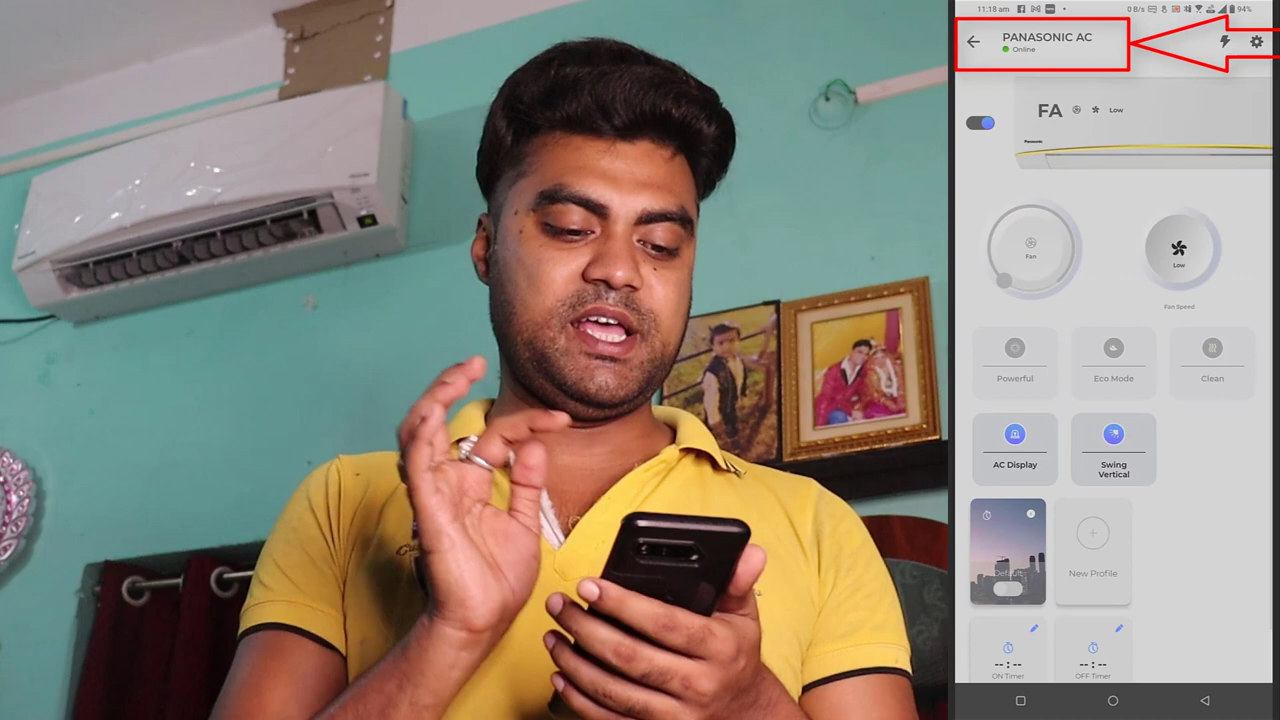 11:18 am
0 B/s
94%
PANASONIC AC
Online
FA
Low
Panasonic
Fan
Low
Fan Speed
Powerful
Eco Mode
Clean
AC Display
Swing
Vertical
Default
New Profile
-- : --
ON Timer
-- : --
OFF Timer